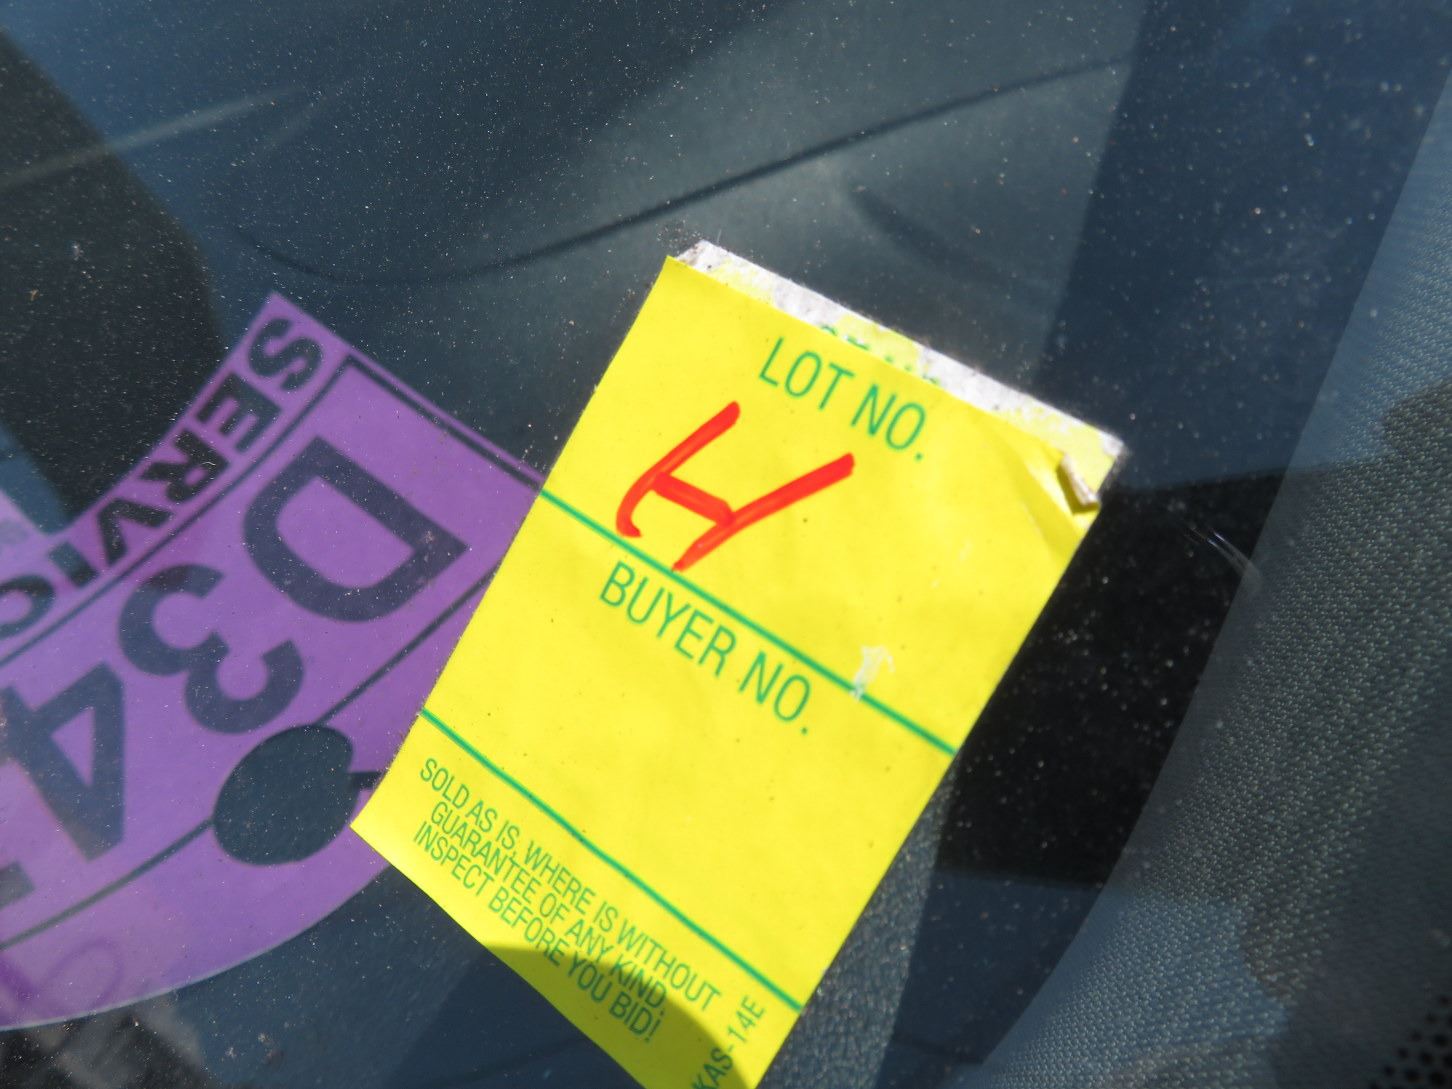 LOT NO.
H
BUYER NO.
SOLD AS IS, WHERE IS WITHOUT
GUARANTEE OF ANY KIND.
INSPECT BEFORE YOU BID!
KAS-14E
SERVIC
D34